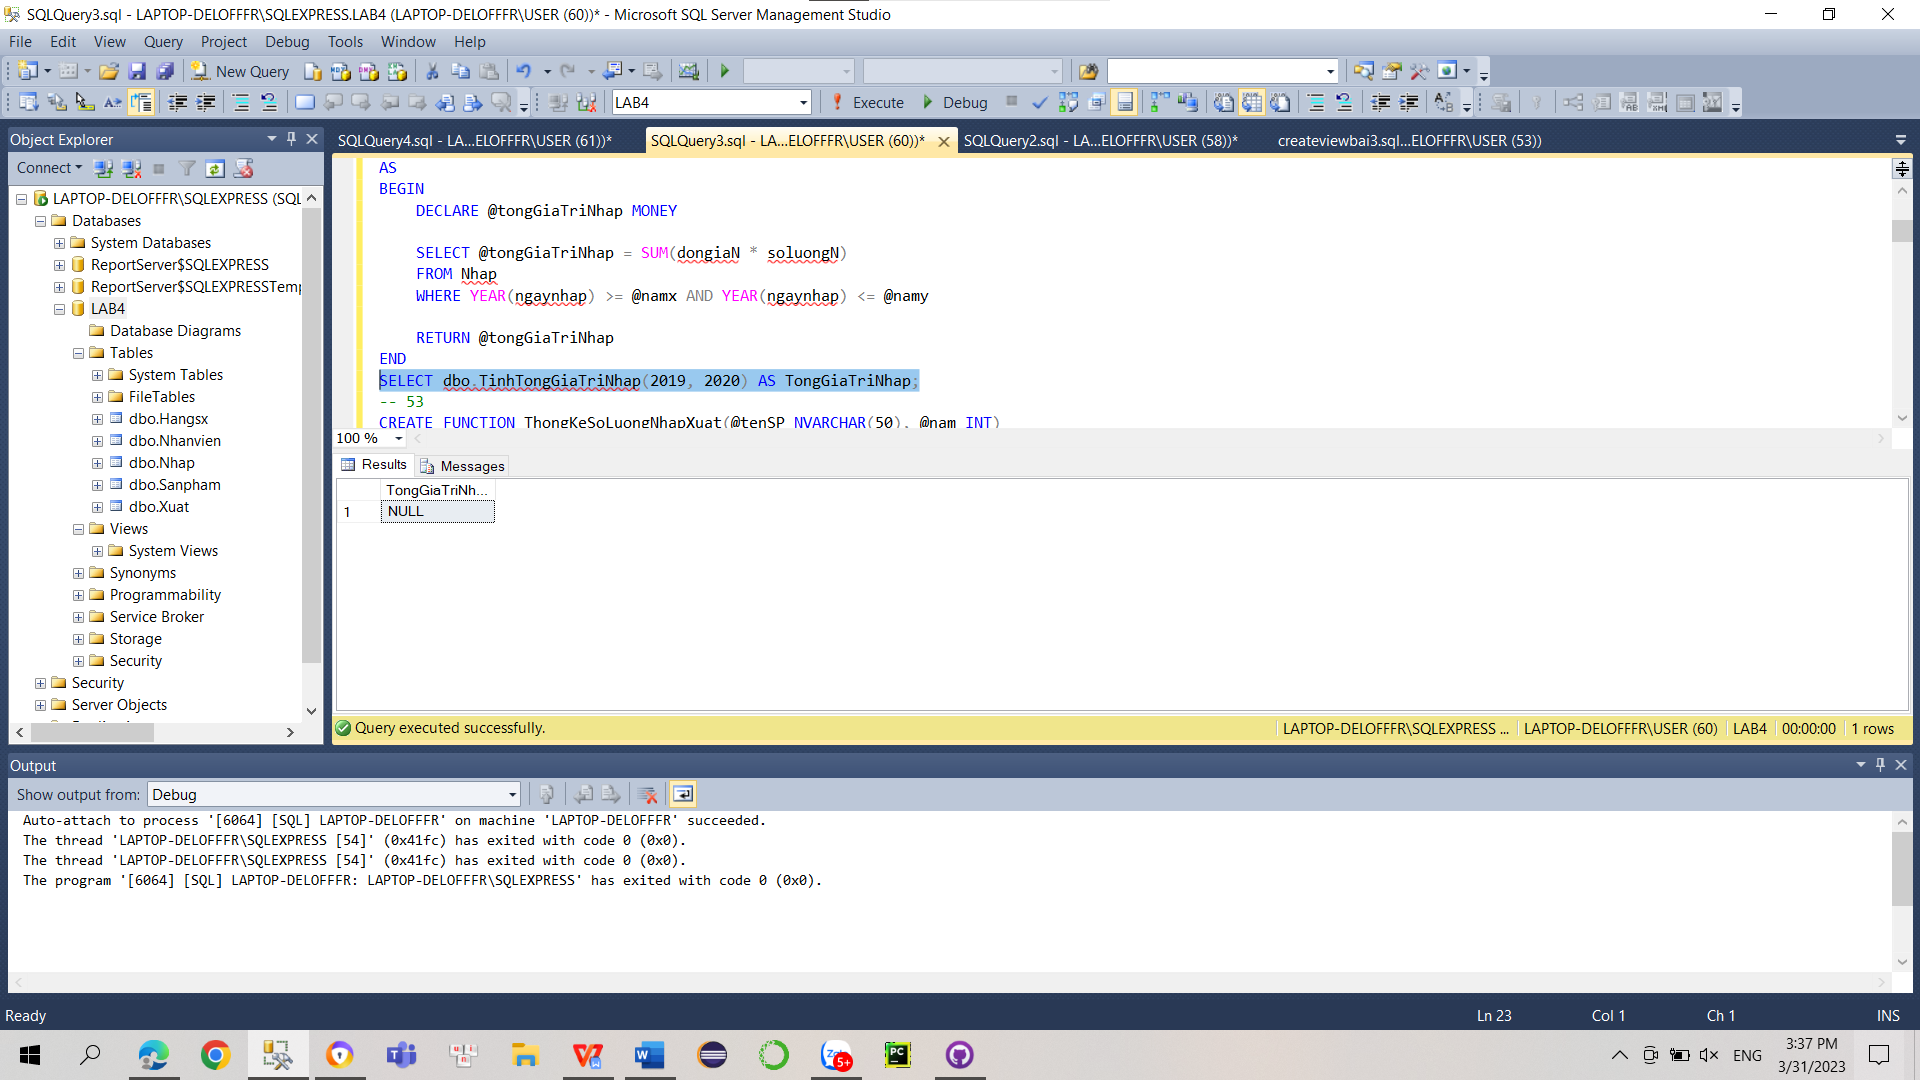 SQLQuery3.sql - LAPTOP-DELOFFFR\SQLEXPRESS.LAB4 (LAPTOP-DELOFFFR\USER (60))* - Microsoft SQL Server Management Studio
File Edit View Query Project Debug Tools Window Help
New Query
LAB4 Execute Debug
Object Explorer
SQLQuery4.sql - LA...ELOFFFR\USER (61))*
SQLQuery3.sql - LA...ELOFFFR\USER (60))*
SQLQuery2.sql - LA...ELOFFFR\USER (58))*
createviewbai3.sql...ELOFFFR\USER (53))
Connect
LAPTOP-DELOFFFR\SQLEXPRESS (SQL
Databases
System Databases
ReportServer$SQLEXPRESS
ReportServer$SQLEXPRESSTemp
LAB4
Database Diagrams
Tables
System Tables
FileTables
dbo.Hangsx
dbo.Nhanvien
dbo.Nhap
dbo.Sanpham
dbo.Xuat
Views
System Views
Synonyms
Programmability
Service Broker
Storage
Security
Security
Server Objects
AS
BEGIN
DECLARE @tongGiaTriNhap MONEY
SELECT @tongGiaTriNhap = SUM(dongiaN * soluongN)
FROM Nhap
WHERE YEAR(ngaynhap) >= @namx AND YEAR(ngaynhap) <= @namy
RETURN @tongGiaTriNhap
END
SELECT dbo.TinhTongGiaTriNhap(2019, 2020) AS TongGiaTriNhap;
-- 53
CREATE FUNCTION ThongKeSoLuongNhapXuat(@tenSP NVARCHAR(50), @nam INT)
100 %
Results Messages
TongGiaTriNh...
1 NULL
Query executed successfully.
LAPTOP-DELOFFFR\SQLEXPRESS ... LAPTOP-DELOFFFR\USER (60) LAB4 00:00:00 1 rows
Output
Show output from: Debug
Auto-attach to process '[6064] [SQL] LAPTOP-DELOFFFR' on machine 'LAPTOP-DELOFFFR' succeeded.
The thread 'LAPTOP-DELOFFFR\SQLEXPRESS [54]' (0x41fc) has exited with code 0 (0x0).
The thread 'LAPTOP-DELOFFFR\SQLEXPRESS [54]' (0x41fc) has exited with code 0 (0x0).
The program '[6064] [SQL] LAPTOP-DELOFFFR: LAPTOP-DELOFFFR\SQLEXPRESS' has exited with code 0 (0x0).
Ready Ln 23 Col 1 Ch 1 INS
5+
PC
ENG
3:37 PM
3/31/2023